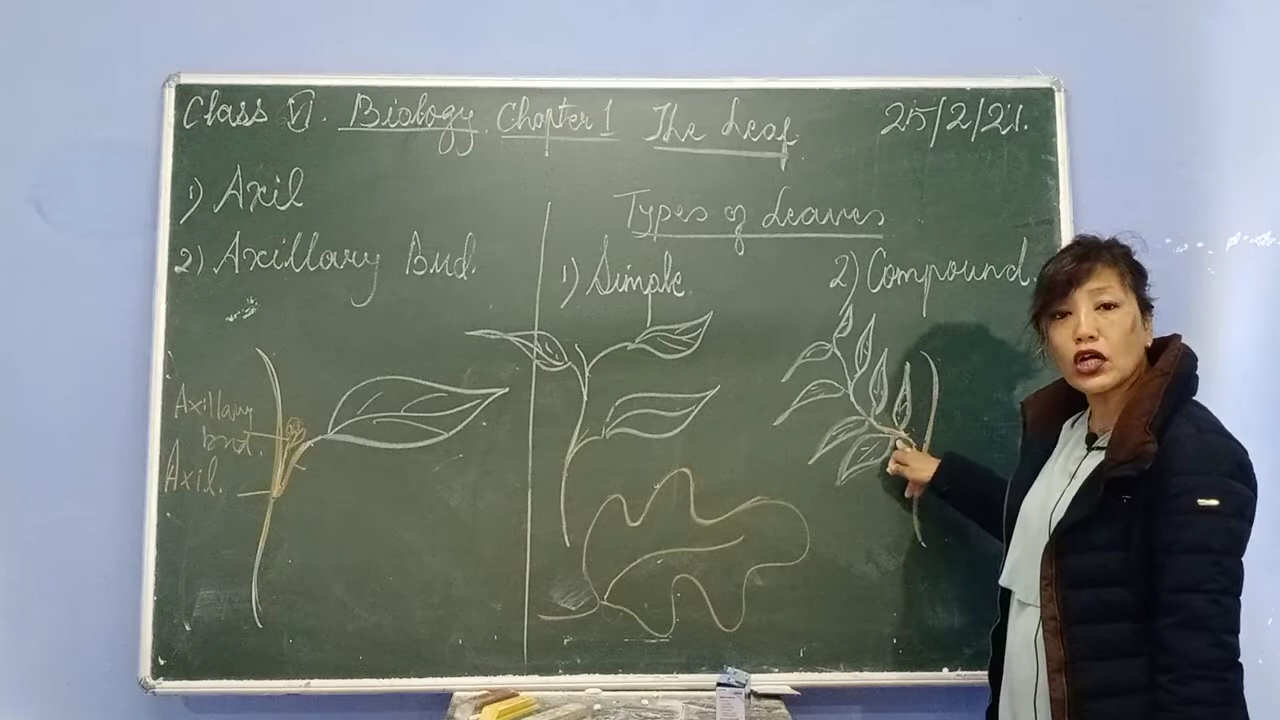 Class VI. Biology. Chapter 1 The Leaf 25/2/21.
1) Axil
2) Axillary Bud.
Types of Leaves
1) Simple
2) Compound.
Axillary
bud.
Axil.